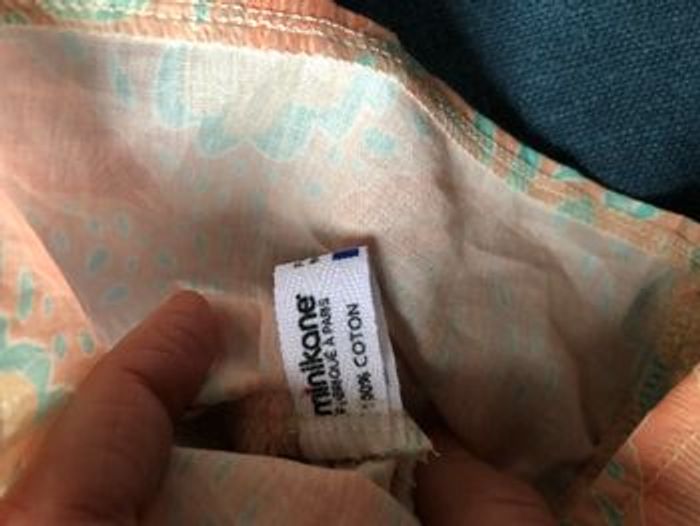 minikane
FABRIQUÉ À PARIS
100% COTON